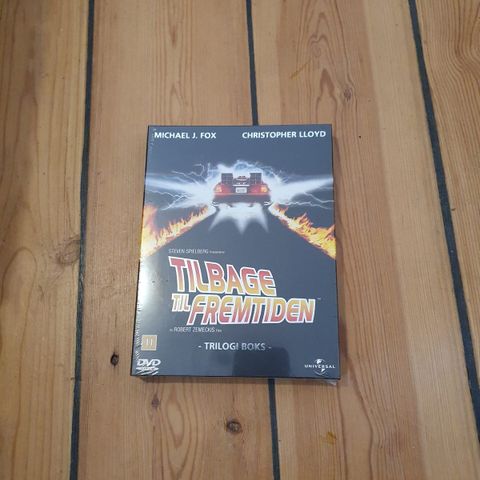 MICHAEL J. FOX CHRISTOPHER LLOYD
STEVEN SPIELBERG
TILBAGE
TIL FREMTIDEN
ROBERT ZEMECKIS
- TRILOGI BOKS -
11
DVD
UNIVERSAL